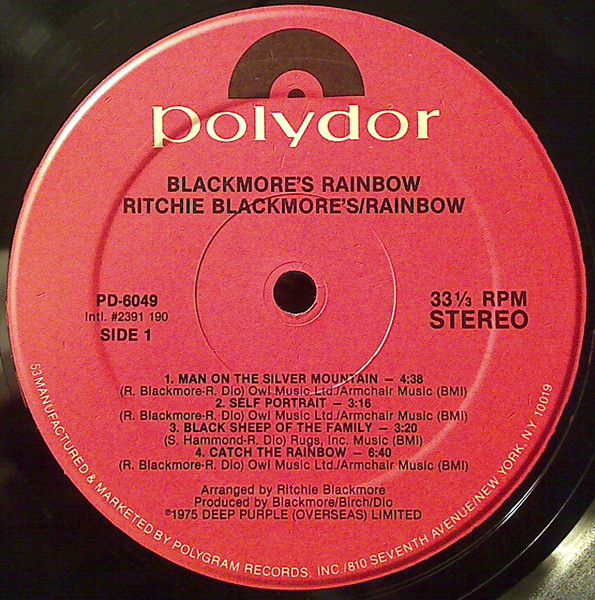 polydor
BLACKMORE'S RAINBOW
RITCHIE BLACKMORE'S/RAINBOW
PD-6049
Intl. #2391 190
SIDE 1
33 1/3 RPM
STEREO
1. MAN ON THE SILVER MOUNTAIN — 4:38
(R. Blackmore-R. Dio) Owl Music Ltd./Armchair Music (BMI)
2. SELF PORTRAIT — 3:16
(R. Blackmore-R. Dio) Owl Music Ltd./Armchair Music (BMI)
3. BLACK SHEEP OF THE FAMILY — 3:20
(S. Hammond-R. Dio) Rugs, Inc. Music (BMI)
4. CATCH THE RAINBOW — 6:40
(R. Blackmore-R. Dio) Owl Music Ltd./Armchair Music (BMI)
Arranged by Ritchie Blackmore
Produced by Blackmore/Birch/Dio
℗1975 DEEP PURPLE (OVERSEAS) LIMITED
53 MANUFACTURED & MARKETED BY POLYGRAM RECORDS, INC./810 SEVENTH AVENUE/NEW YORK, N.Y. 10019